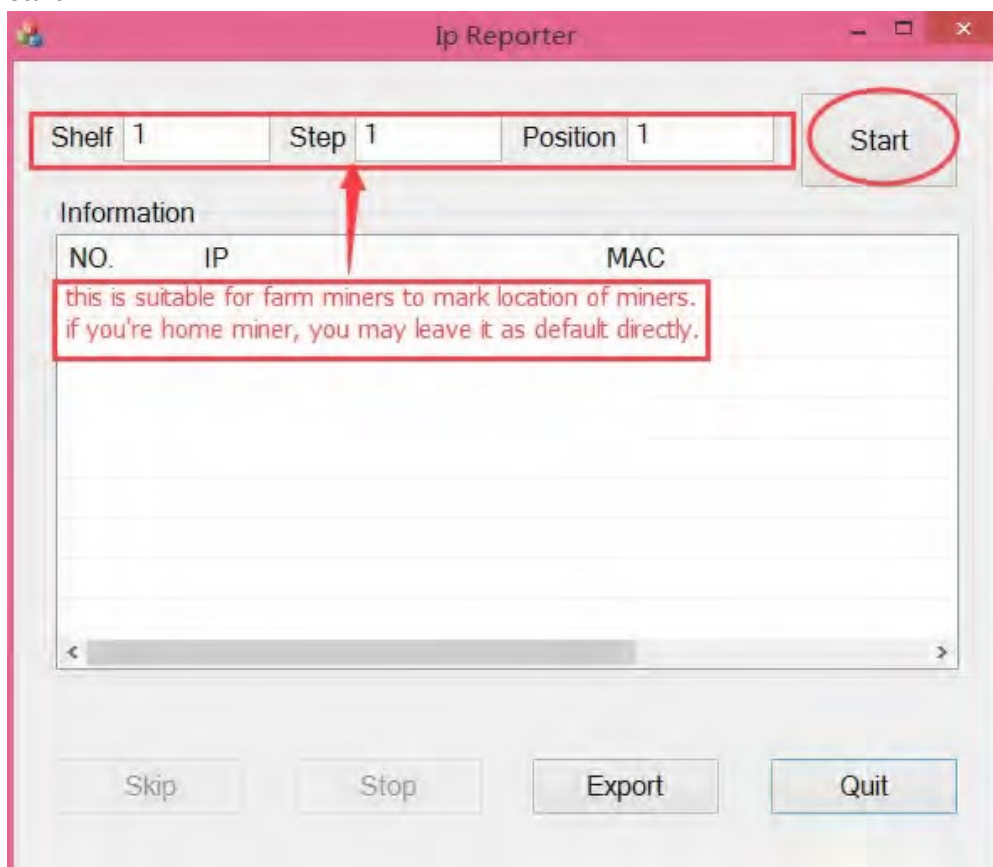 Ip Reporter
Shelf 1 Step 1 Position 1 Start
Information
NO. IP MAC
this is suitable for farm miners to mark location of miners.
if you're home miner, you may leave it as default directly.
Skip Stop Export Quit